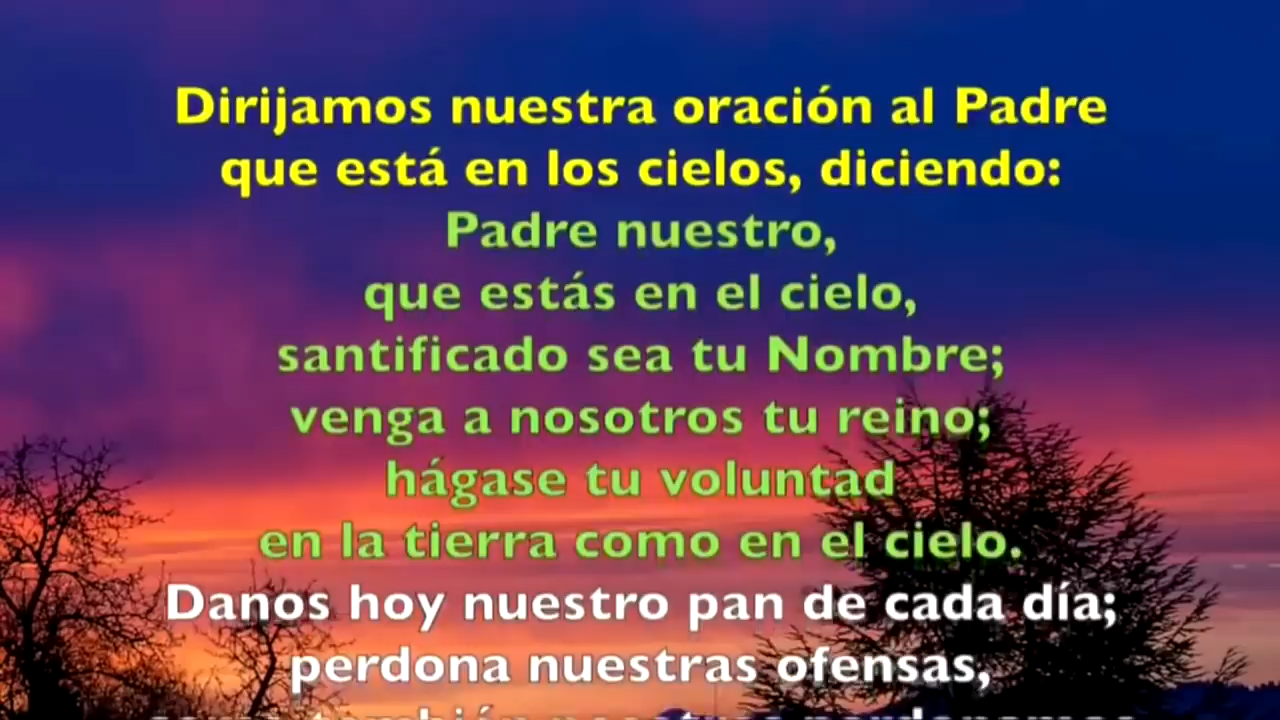 Dirijamos nuestra oración al Padre
que está en los cielos, diciendo:
Padre nuestro,
que estás en el cielo,
santificado sea tu Nombre;
venga a nosotros tu reino;
hágase tu voluntad
en la tierra como en el cielo.
Danos hoy nuestro pan de cada día;
perdona nuestras ofensas,